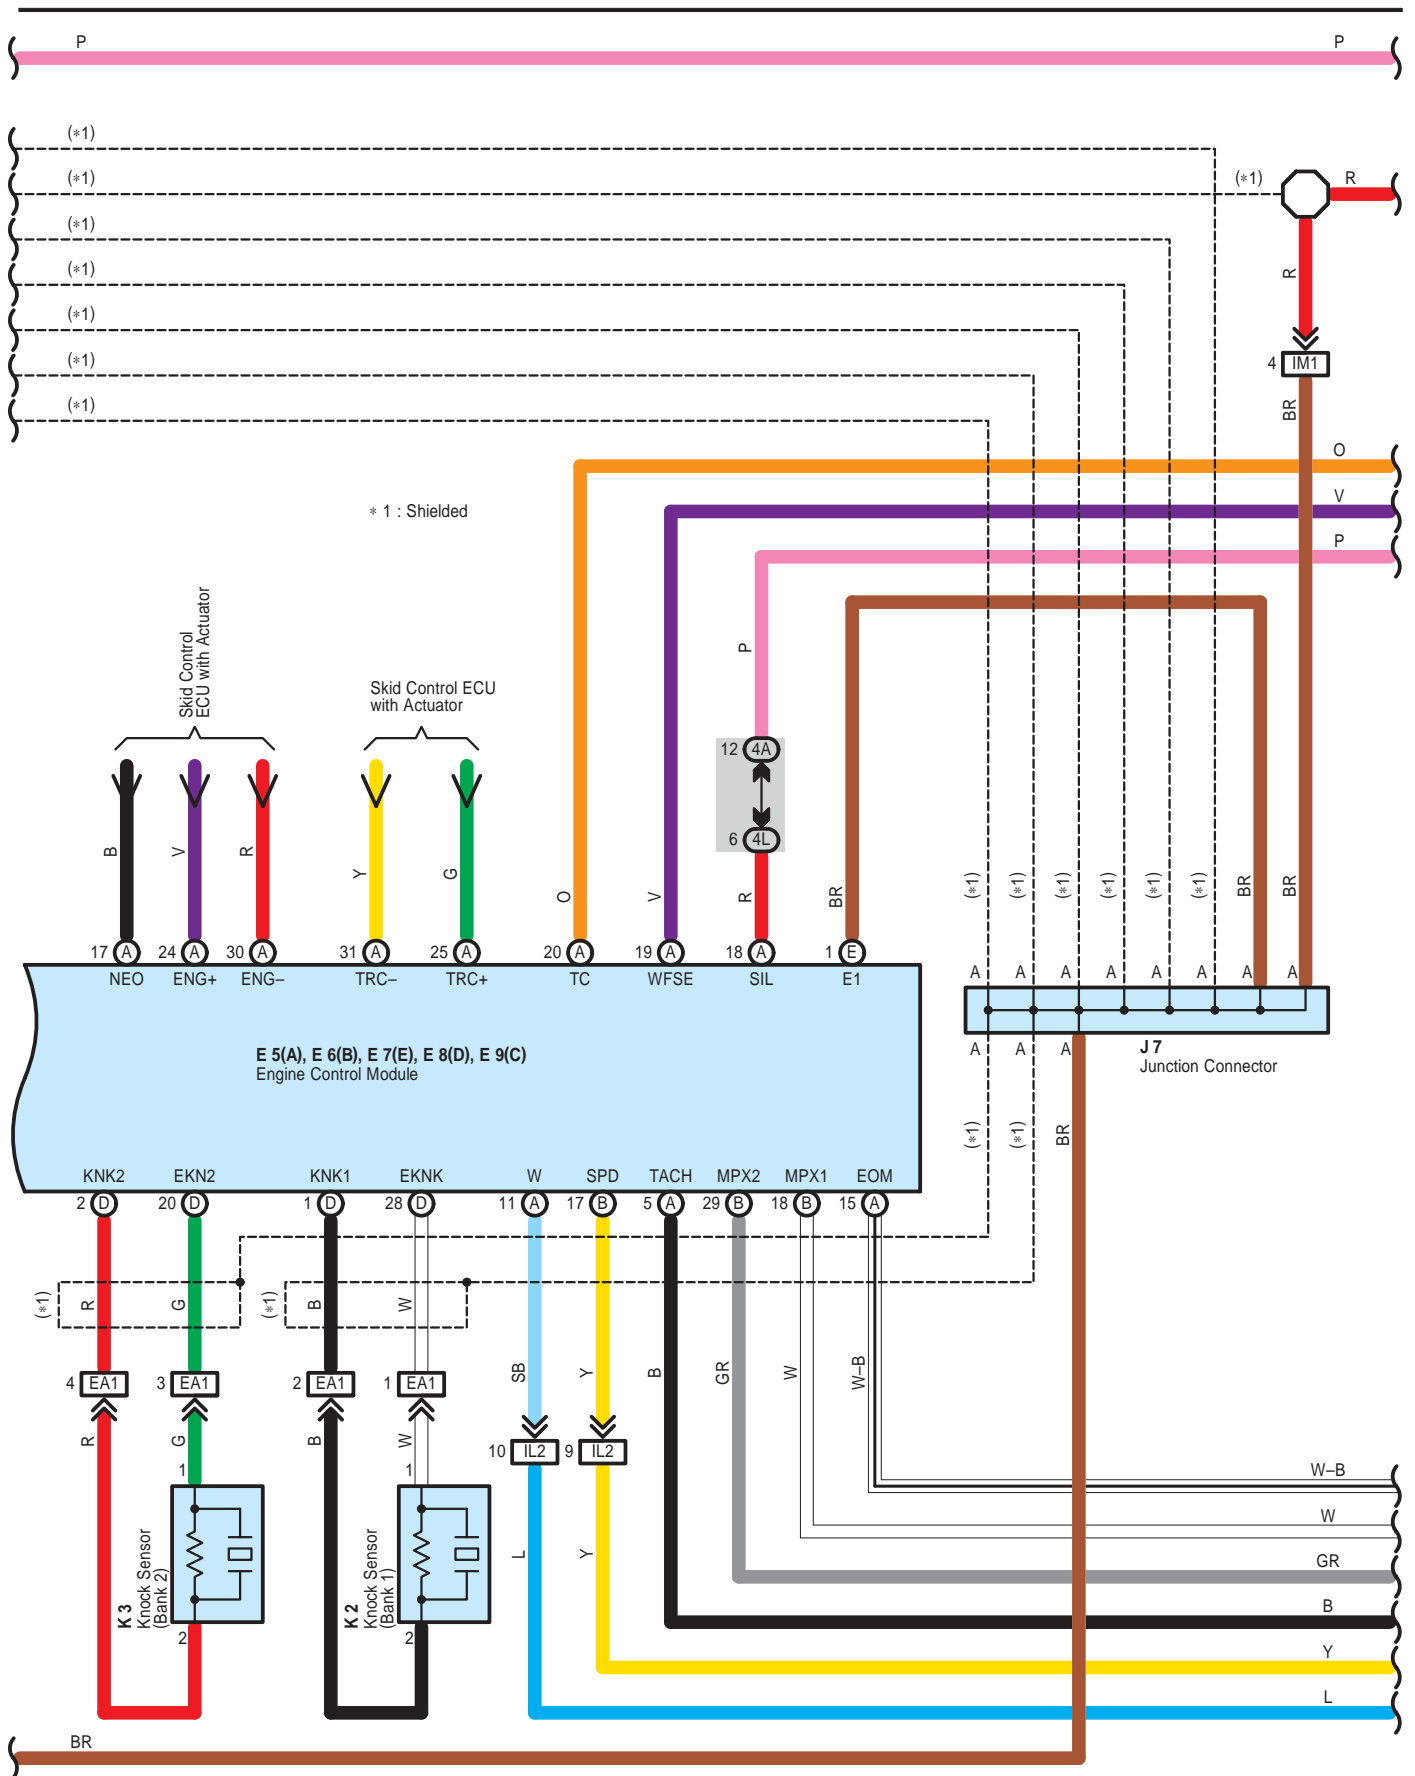 P P
(*1)
(*1) (*1) R
(*1)
(*1) R
(*1)
(*1) 4 IM1
(*1) BR
O
V
* 1 : Shielded
P
Skid Control
ECU with Actuator
Skid Control ECU
with Actuator
P
12 4A
6 4L
B V R Y G O V R BR (*1) (*1) (*1) (*1) (*1) (*1) BR BR
17 A 24 A 30 A 31 A 25 A 20 A 19 A 18 A 1 E
NEO ENG+ ENG– TRC– TRC+ TC WFSE SIL E1
A A A A A A A A
E 5(A), E 6(B), E 7(E), E 8(D), E 9(C)
Engine Control Module
A A A
J 7
Junction Connector
(*1) (*1) BR
KNK2 EKN2 KNK1 EKNK W SPD TACH MPX2 MPX1 EOM
2 D 20 D 1 D 28 D 11 A 17 B 5 A 29 B 18 B 15 A
(*1) R G (*1) B W
SB Y B GR W W–B
4 EA1 3 EA1 2 EA1 1 EA1
R G B W
10 IL2 9 IL2
1 1
W–B
W
L Y
GR
K 3
Knock Sensor
(Bank 2)
K 2
Knock Sensor
(Bank 1)
B
2 2
Y
L
BR